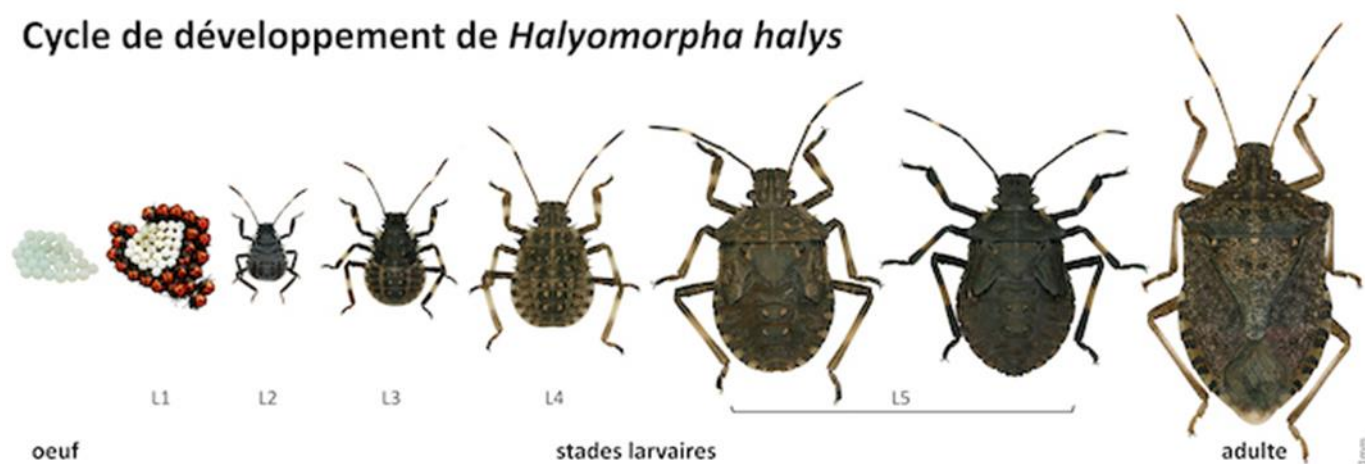 Cycle de développement de Halyomorpha halys
L1 L2 L3 L4 L5
oeuf stades larvaires adulte